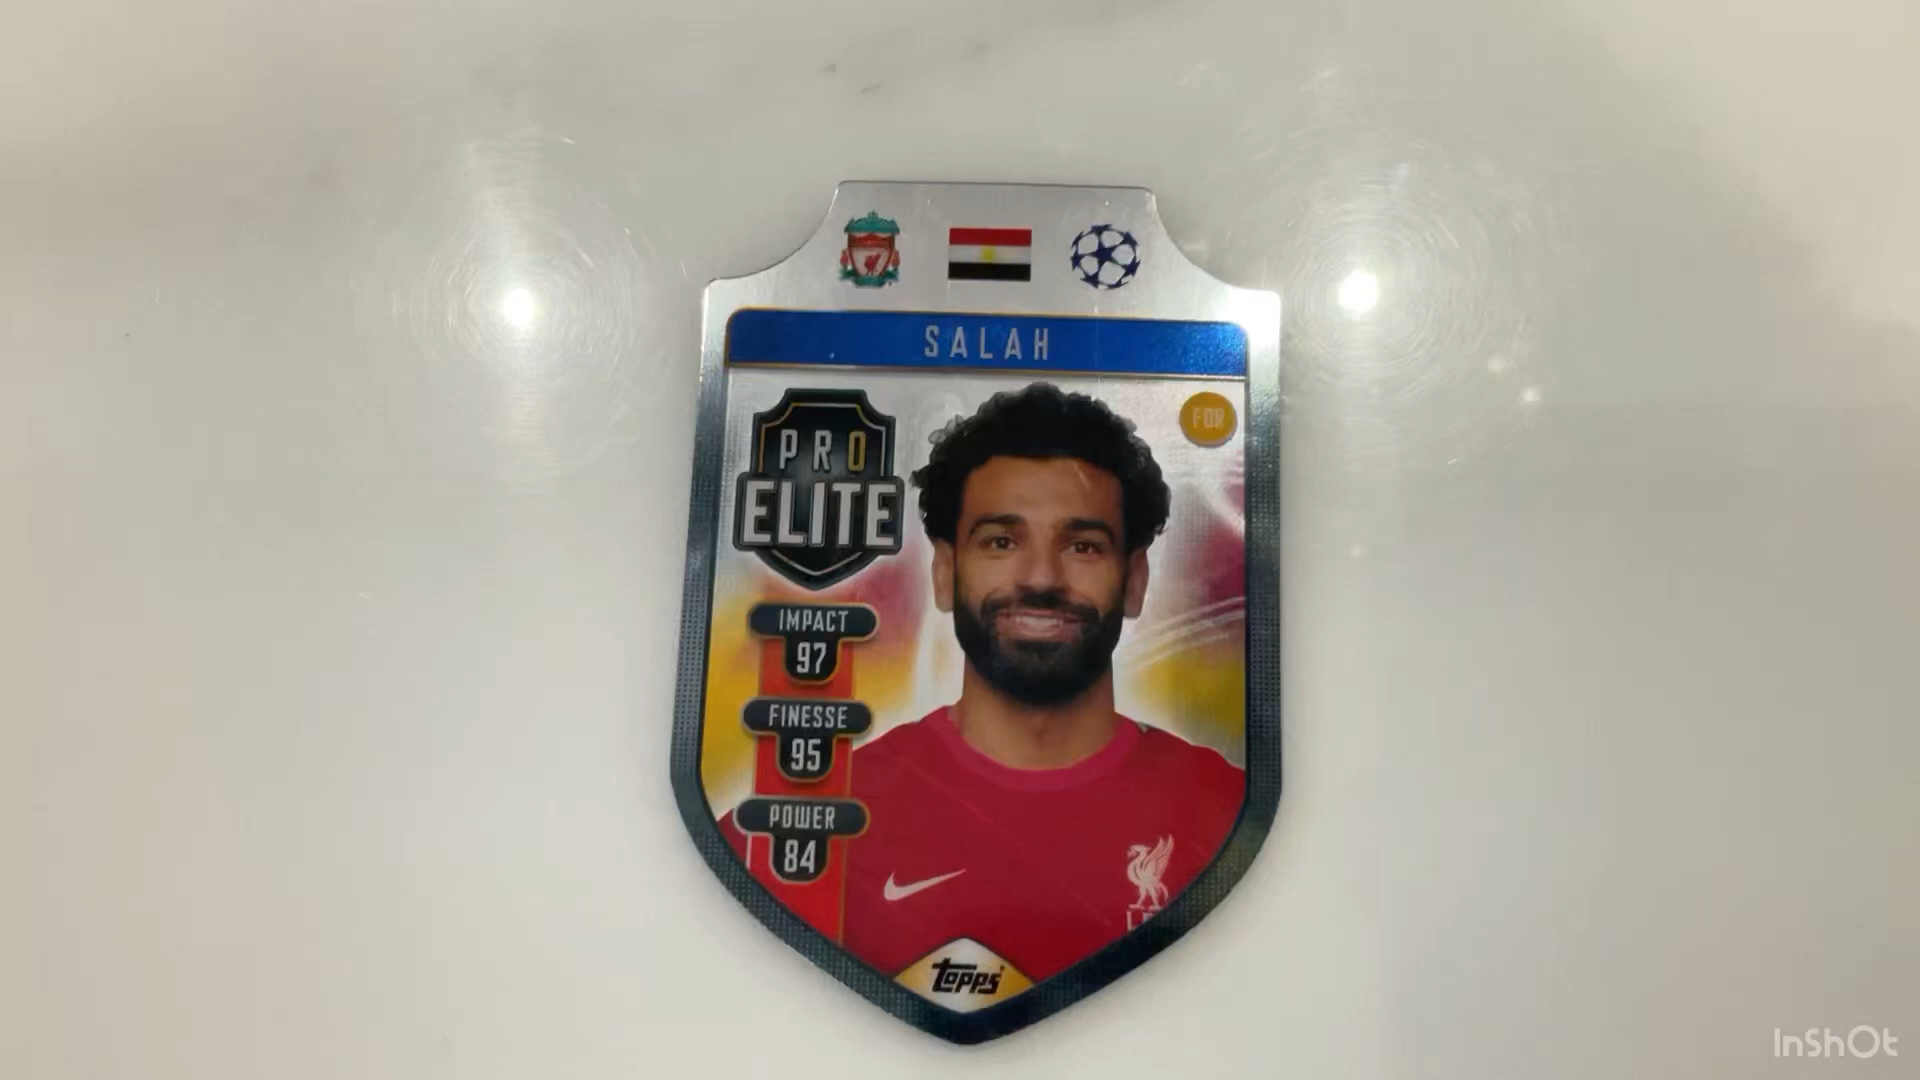 SALAH
PRO
ELITE
FOR
IMPACT
97
FINESSE
95
POWER
84
topps
InShOt